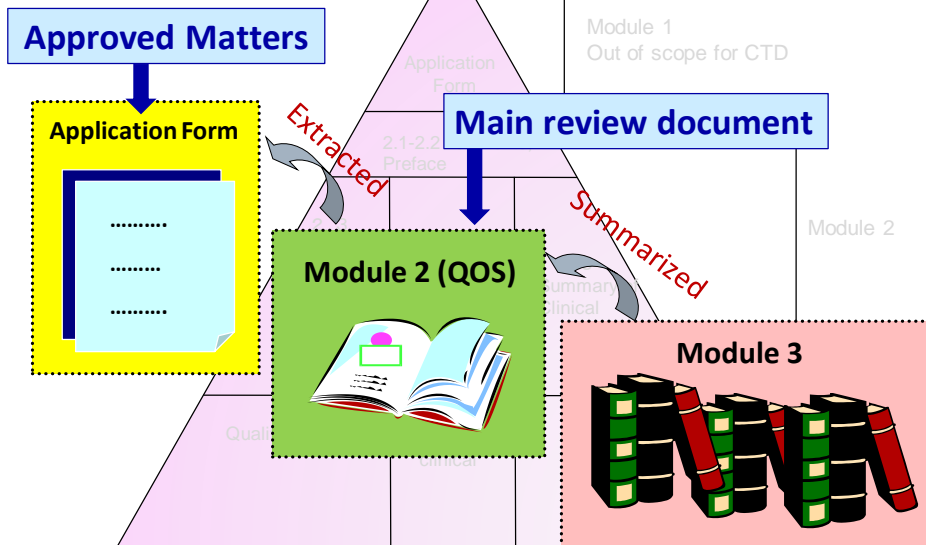 Approved Matters
Module 1
Out of scope for CTD
Application
Form
Application Form
Extracted
Main review document
2.1-2.2
Preface
Summarized
Module 2
Module 2 (QOS)
Clinical
Module 3
..........
.........
..........
clinical